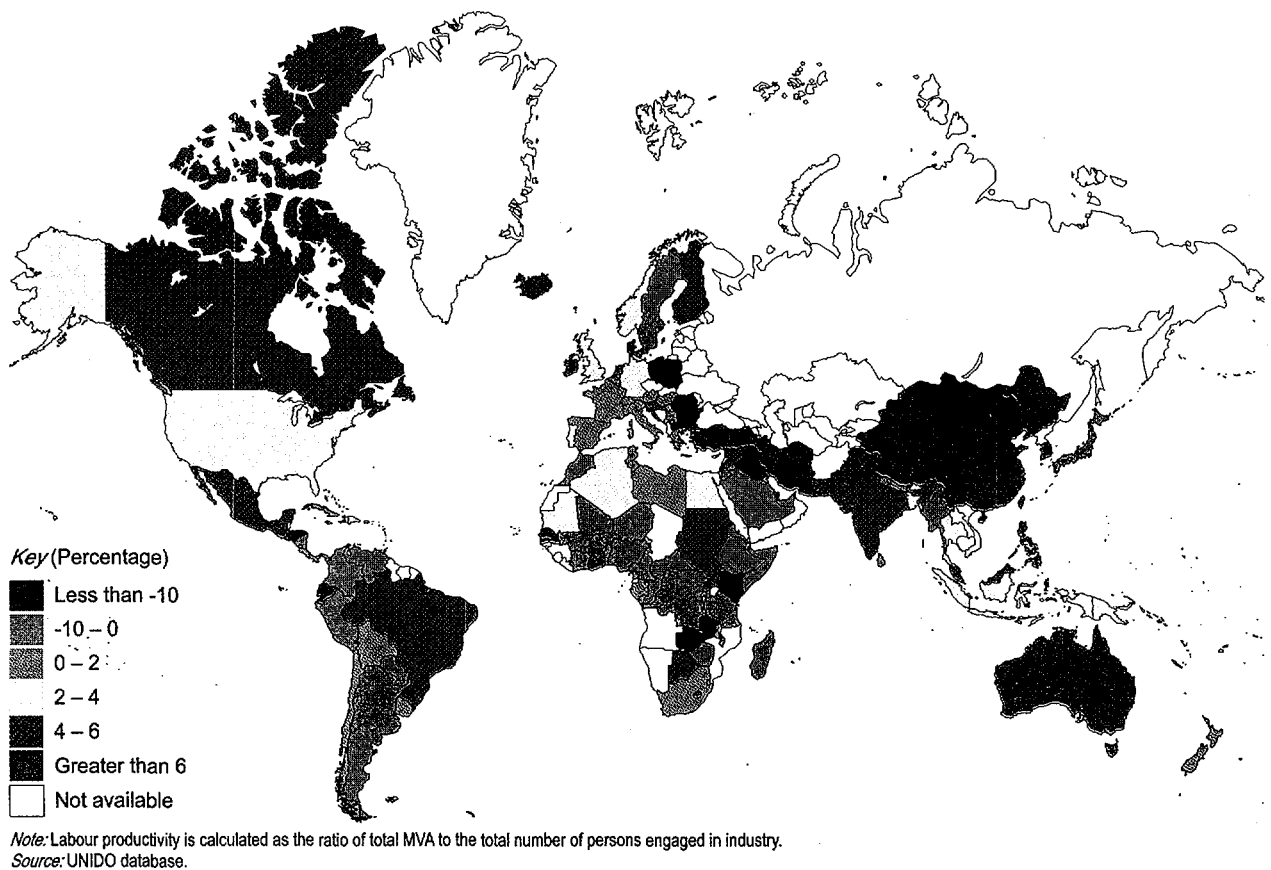 Key (Percentage)
Less than -10
-10 – 0
0 – 2
2 – 4
4 – 6
Greater than 6
Not available
Note: Labour productivity is calculated as the ratio of total MVA to the total number of persons engaged in industry.
Source: UNIDO database.